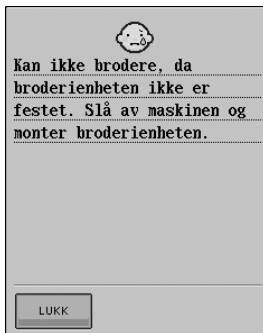 Kan ikke brodere, da
broderienheten ikke er
festet. Slå av maskinen og
monter broderienheten.
LUKK